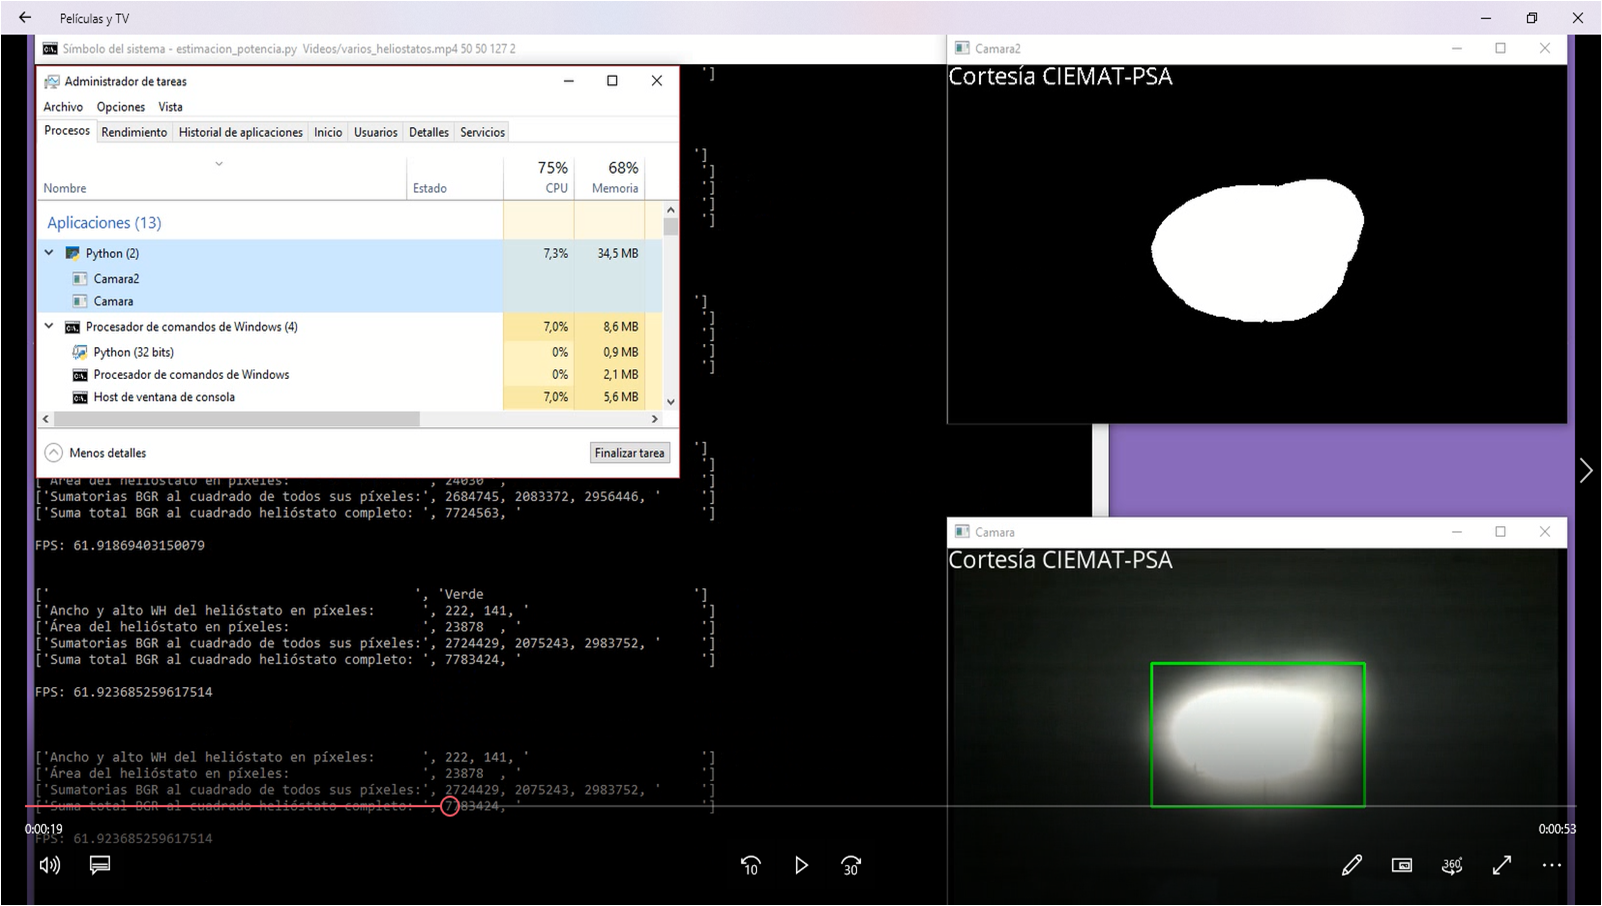 Películas y TV
Símbolo del sistema - estimacion_potencia.py  Videos/varios_heliostatos.mp4 50 50 127 2
Administrador de tareas
Archivo Opciones Vista
Procesos Rendimiento Historial de aplicaciones Inicio Usuarios Detalles Servicios
75% 68%
Nombre Estado CPU Memoria
Aplicaciones (13)
Python (2) 7,3% 34,5 MB
Camara2
Camara
Procesador de comandos de Windows (4) 7,0% 8,6 MB
Python (32 bits) 0% 0,9 MB
Procesador de comandos de Windows 0% 2,1 MB
Host de ventana de consola 7,0% 5,6 MB
Menos detalles Finalizar tarea
']
']
']
']
']
']
']
']
']
']
']
']
']
['Área del helióstato en píxeles: ', 24030 , ' ']
['Sumatorias BGR al cuadrado de todos sus píxeles:', 2684745, 2083372, 2956446, ' ']
['Suma total BGR al cuadrado helióstato completo: ', 7724563, ' ']
FPS: 61.91869403150079
[' ', 'Verde ']
['Ancho y alto WH del helióstato en píxeles: ', 222, 141, ' ']
['Área del helióstato en píxeles: ', 23878 , ' ']
['Sumatorias BGR al cuadrado de todos sus píxeles:', 2724429, 2075243, 2983752, ' ']
['Suma total BGR al cuadrado helióstato completo: ', 7783424, ' ']
FPS: 61.923685259617514
['Ancho y alto WH del helióstato en píxeles: ', 222, 141, ' ']
['Área del helióstato en píxeles: ', 23878 , ' ']
['Sumatorias BGR al cuadrado de todos sus píxeles:', 2724429, 2075243, 2983752, ' ']
['Suma total BGR al cuadrado helióstato completo: ', 7783424, ' ']
FPS: 61.923685259617514
Camara2
Cortesía CIEMAT-PSA
Camara
Cortesía CIEMAT-PSA
0:00:19 0:00:53
10 30 360